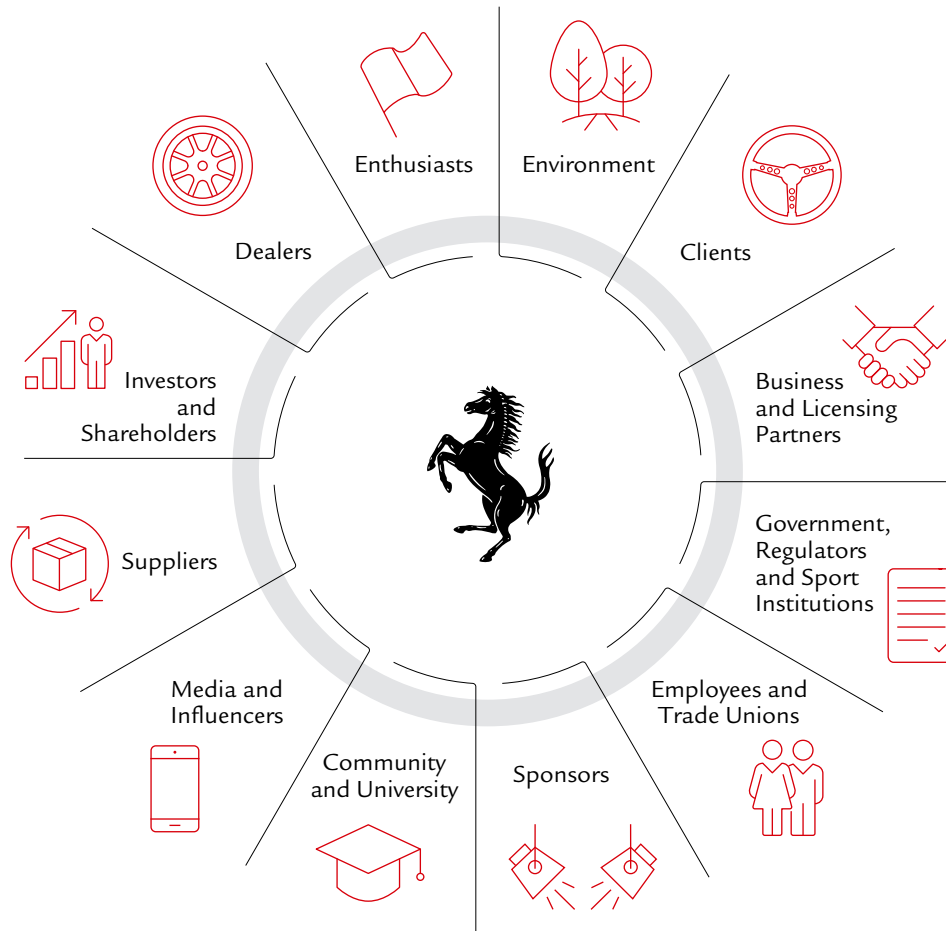 Enthusiasts
Environment
Clients
Business
and Licensing
Partners
Government,
Regulators
and Sport
Institutions
Employees and
Trade Unions
Sponsors
Community
and University
Media and
Influencers
Suppliers
Investors
and
Shareholders
Dealers